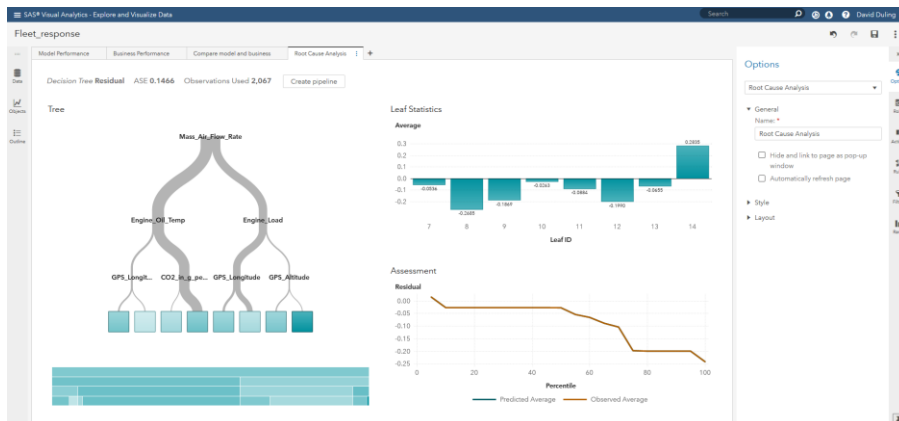 SAS® Visual Analytics - Explore and Visualize Data
Search
David Duling
Fleet_response
Model Performance
Business Performance
Compare model and business
Root Cause Analysis
Data
Objects
Outline
Decision Tree Residual ASE 0.1466 Observations Used 2,067
Create pipeline
Tree
Mass_Air_Flow_Rate
Engine_Oil_Temp
Engine_Load
GPS_Longit...
CO2_in_g_pe...
GPS_Longitude
GPS_Altitude
Leaf Statistics
Average
0.3
0.2
0.1
0.0
-0.1
-0.2
-0.0536
-0.2685
-0.1869
-0.0260
-0.0884
-0.1990
-0.0655
7 8 9 10 11 12 13 14
Leaf ID
Assessment
Residual
0.00
-0.05
-0.10
-0.15
-0.20
-0.25
0 20 40 60 80 100
Percentile
Predicted Average
Observed Average
Options
Root Cause Analysis
General
Name: *
Root Cause Analysis
Hide and link to page as pop-up
window
Automatically refresh page
Style
Layout